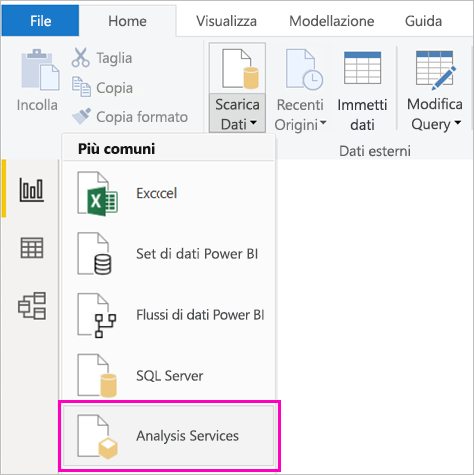 File Home Visualizza Modellazione Guida
Incolla
Taglia
Copia
Copia formato
Scarica
Dati
Recenti
Origini
Immetti
dati
Modifica
Query
Dati esterni
Più comuni
Excxcel
Set di dati Power BI
Flussi di dati Power BI
SQL Server
Analysis Services